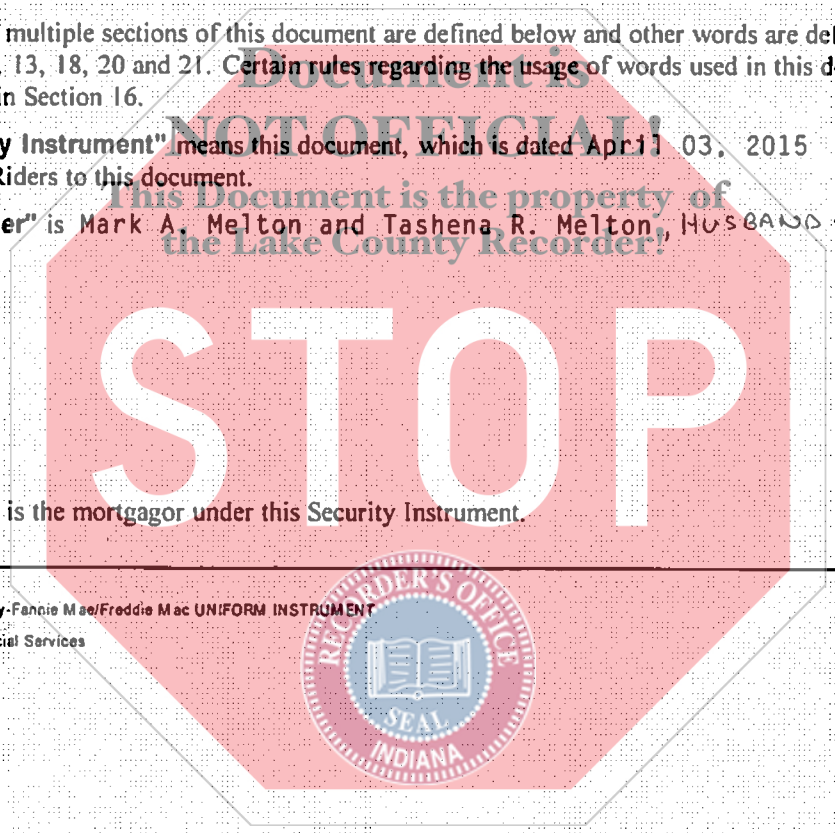 multiple sections of this document are defined below and other words are de
13, 18, 20 and 21. Certain rules regarding the usage of words used in this d
in Section 16.
Document is
NOT OFFICIAL!
This Document is the property of
the Lake County Recorder!
y Instrument" means this document, which is dated April 03, 2015
Riders to this document.
er" is Mark A. Melton and Tashena R. Melton, HUSBAND
STOP
is the mortgagor under this Security Instrument.
y-Fannie Mae/Freddie Mac UNIFORM INSTRUMENT
ial Services
RECORDER'S OFFICE
SEAL
INDIANA